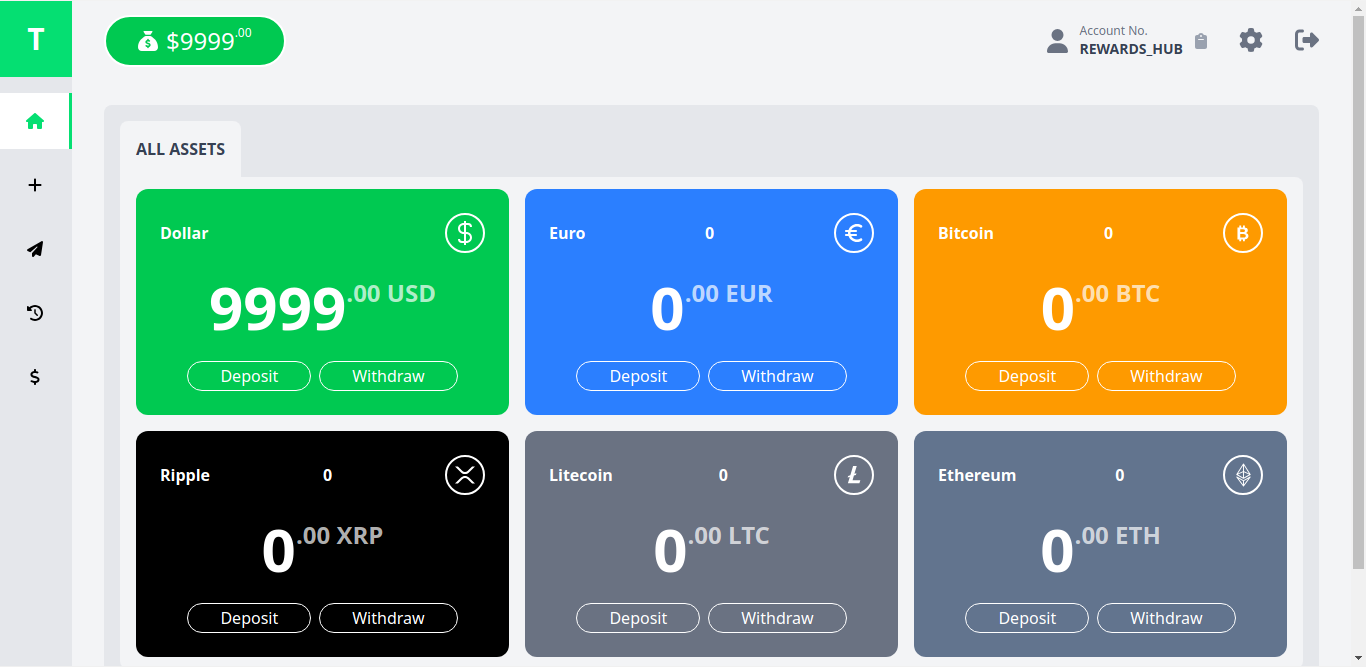 T
$9999.00
Account No.
REWARDS_HUB
ALL ASSETS
Dollar
9999.00 USD
Deposit Withdraw
Euro 0
0.00 EUR
Deposit Withdraw
Bitcoin 0
0.00 BTC
Deposit Withdraw
Ripple 0
0.00 XRP
Deposit Withdraw
Litecoin 0
0.00 LTC
Deposit Withdraw
Ethereum 0
0.00 ETH
Deposit Withdraw